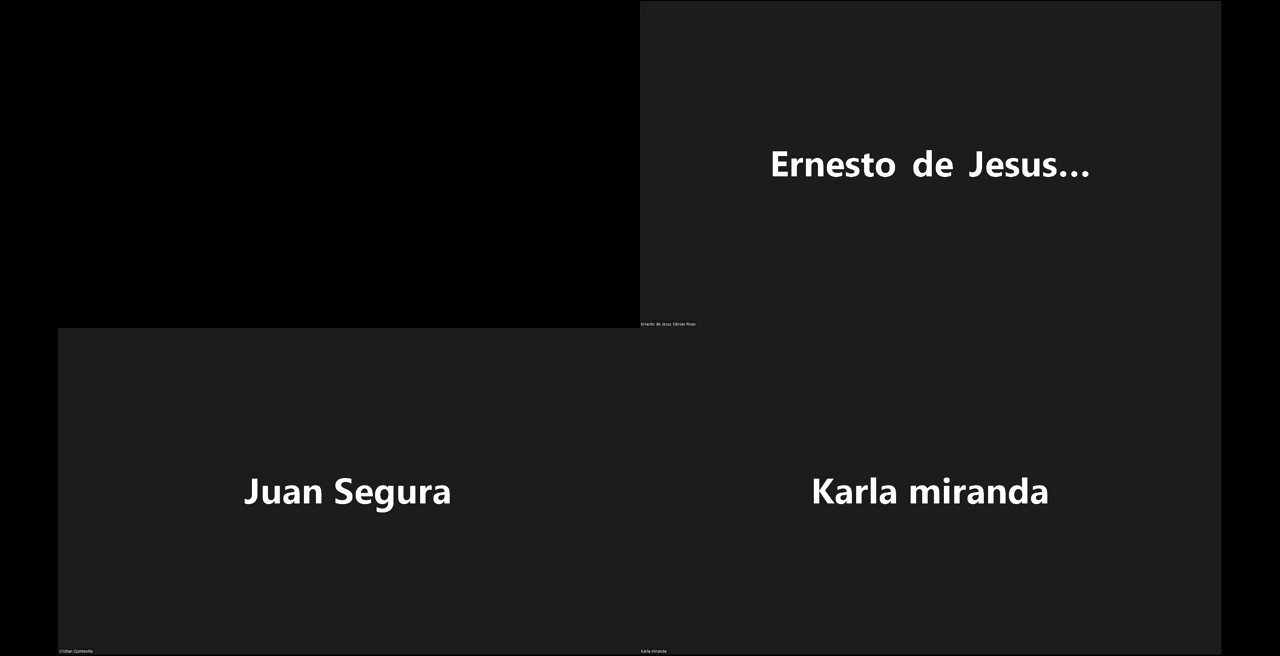 Ernesto de Jesus...
Ernesto de Jesus Sibrian Rivas
Juan Segura
Karla miranda
Cristian Quintanilla
Karla miranda